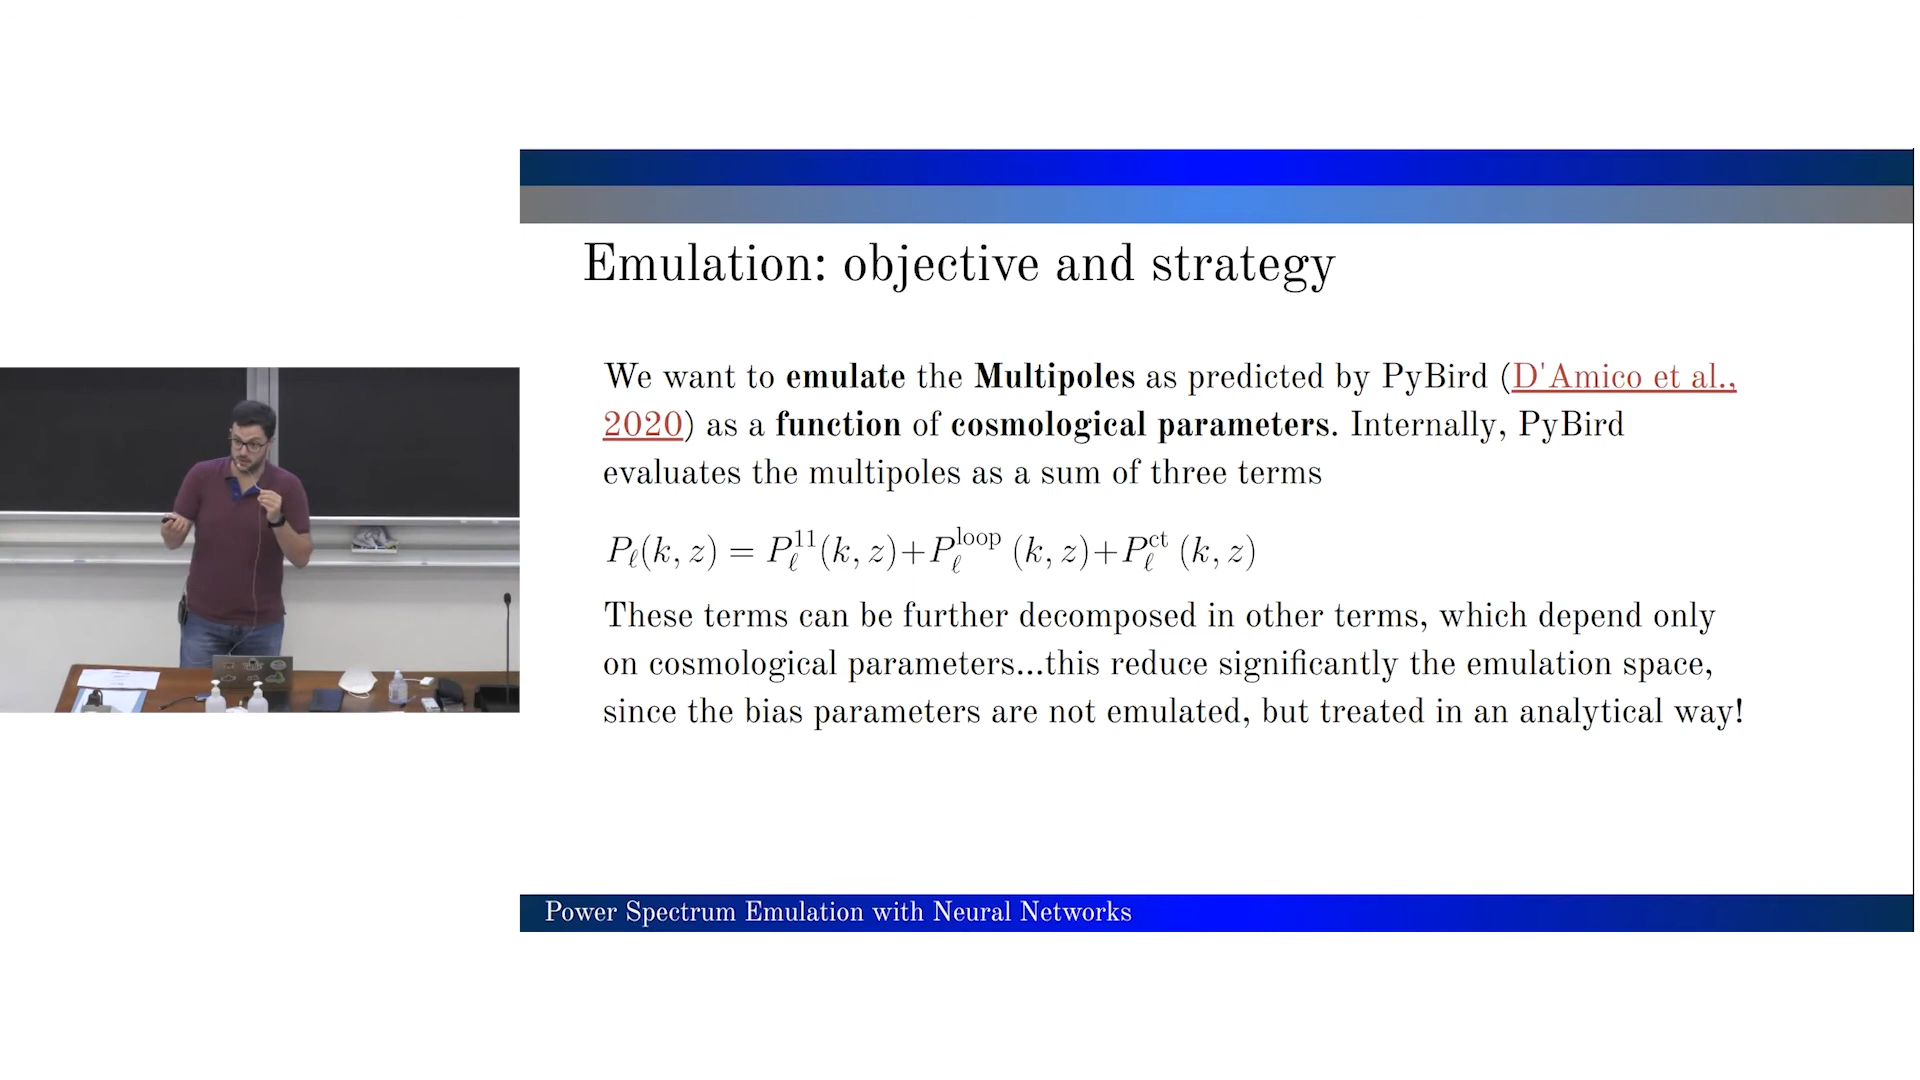 Emulation: objective and strategy
We want to emulate the Multipoles as predicted by PyBird (D'Amico et al.,
2020) as a function of cosmological parameters. Internally, PyBird
evaluates the multipoles as a sum of three terms
Pℓ(k, z) = Pℓ^11(k, z)+Pℓ^loop (k, z)+Pℓ^ct (k, z)
These terms can be further decomposed in other terms, which depend only
on cosmological parameters...this reduce significantly the emulation space,
since the bias parameters are not emulated, but treated in an analytical way!
Power Spectrum Emulation with Neural Networks